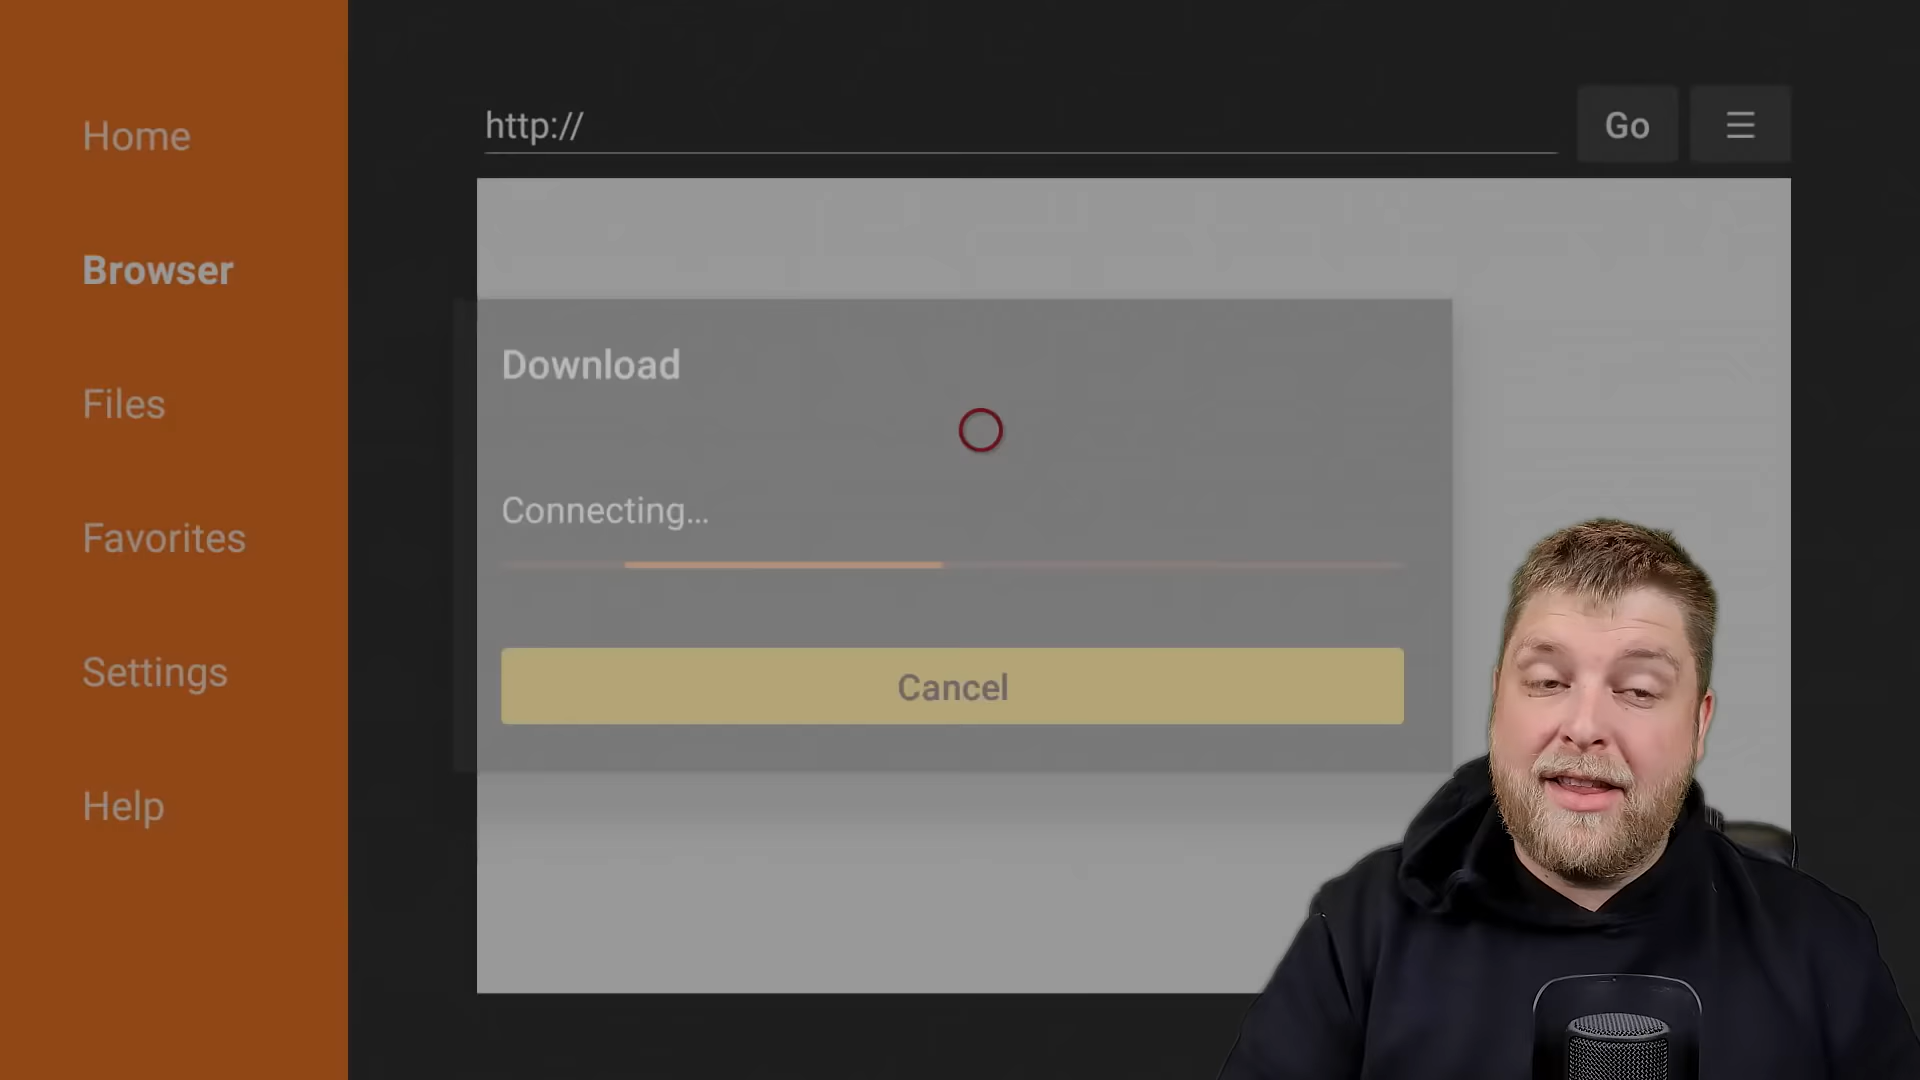 Home
Browser
Files
Favorites
Settings
Help
http://
Go
Download
Connecting...
Cancel